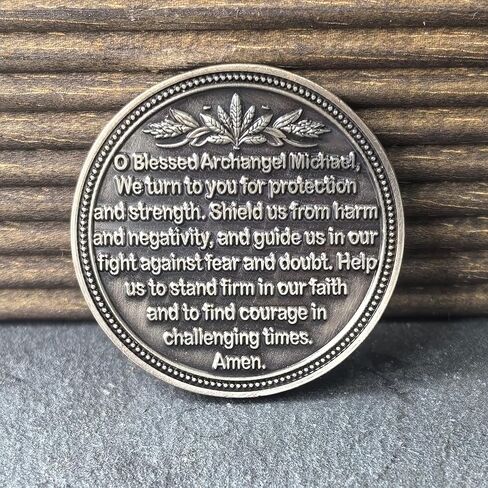 O Blessed Archangel Michael,
We turn to you for protection
and strength. Shield us from harm
and negativity, and guide us in our
fight against fear and doubt. Help
us to stand firm in our faith
and to find courage in
challenging times.
Amen.